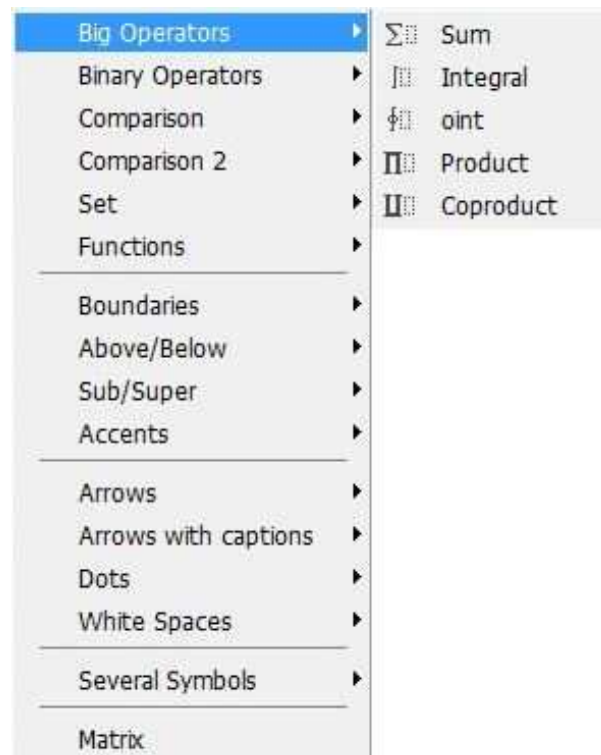 Big Operators
Binary Operators
Comparison
Comparison 2
Set
Functions
Boundaries
Above/Below
Sub/Super
Accents
Arrows
Arrows with captions
Dots
White Spaces
Several Symbols
Matrix
∑ Sum
∫ Integral
∮ oint
∏ Product
∐ Coproduct